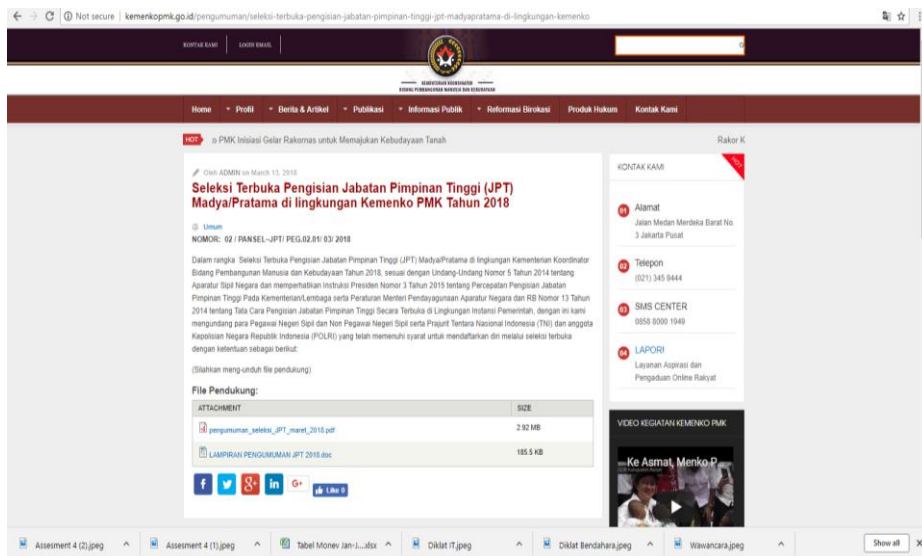 Not secure | kemenkopmk.go.id/pengumuman/seleksi-terbuka-pengisian-jabatan-pimpinan-tinggi-jpt-madyapratama-di-lingkungan-kemenko
KONTAK KAMI LOGIN EMAIL
KEMENTERIAN KOORDINATOR
BIDANG PEMBANGUNAN MANUSIA DAN KEBUDAYAAN
Home Profil Berita & Artikel Publikasi Informasi Publik Reformasi Birokasi Produk Hukum Kontak Kami
HOT PMK Inisiasi Gelar Rakornas untuk Memajukan Kebudayaan Tanah Rakor K
Oleh ADMIN on March 13, 2018
Seleksi Terbuka Pengisian Jabatan Pimpinan Tinggi (JPT)
Madya/Pratama di lingkungan Kemenko PMK Tahun 2018
Umum
NOMOR: 02 / PANSEL-JPT/ PEG.02.01/ 03/ 2018
Dalam rangka Seleksi Terbuka Pengisian Jabatan Pimpinan Tinggi (JPT) Madya/Pratama di lingkungan Kementerian Koordinator
Bidang Pembangunan Manusia dan Kebudayaan Tahun 2018, sesuai dengan Undang-Undang Nomor 5 Tahun 2014 tentang
Aparatur Sipil Negara dan memperhatikan Instruksi Presiden Nomor 3 Tahun 2015 tentang Percepatan Pengisian Jabatan
Pimpinan Tinggi Pada Kementerian/Lembaga serta Peraturan Menteri Pendayagunaan Aparatur Negara dan RB Nomor 13 Tahun
2014 tentang Tata Cara Pengisian Jabatan Pimpinan Tinggi Secara Terbuka di Lingkungan Instansi Pemerintah, dengan ini kami
mengundang para Pegawai Negeri Sipil dan Non Pegawai Negeri Sipil serta Prajurit Tentara Nasional Indonesia (TNI) dan anggota
Kepolisian Negara Republik Indonesia (POLRI) yang telah memenuhi syarat untuk mendaftarkan diri melalui seleksi terbuka
dengan ketentuan sebagai berikut:
(Silahkan meng-unduh file pendukung)
File Pendukung:
ATTACHMENT SIZE
pengumuman_seleksi_JPT_maret_2018.pdf 2.92 MB
LAMPIRAN PENGUMUMAN JPT 2018.doc 185.5 KB
f 8+ in G+ Like 0
KONTAK KAMI HOT
01 Alamat
Jalan Medan Merdeka Barat No.
3 Jakarta Pusat
02 Telepon
(021) 345 9444
03 SMS CENTER
0858 8000 1949
04 LAPOR!
Layanan Aspirasi dan
Pengaduan Online Rakyat
VIDEO KEGIATAN KEMENKO PMK
Ke Asmat, Menko P...
Assesment 4 (2).jpeg Assesment 4 (1).jpeg Tabel Monev Jan-J....xlsx Diklat IT.jpeg Diklat Bendahara.jpeg Wawancara.jpeg Show all